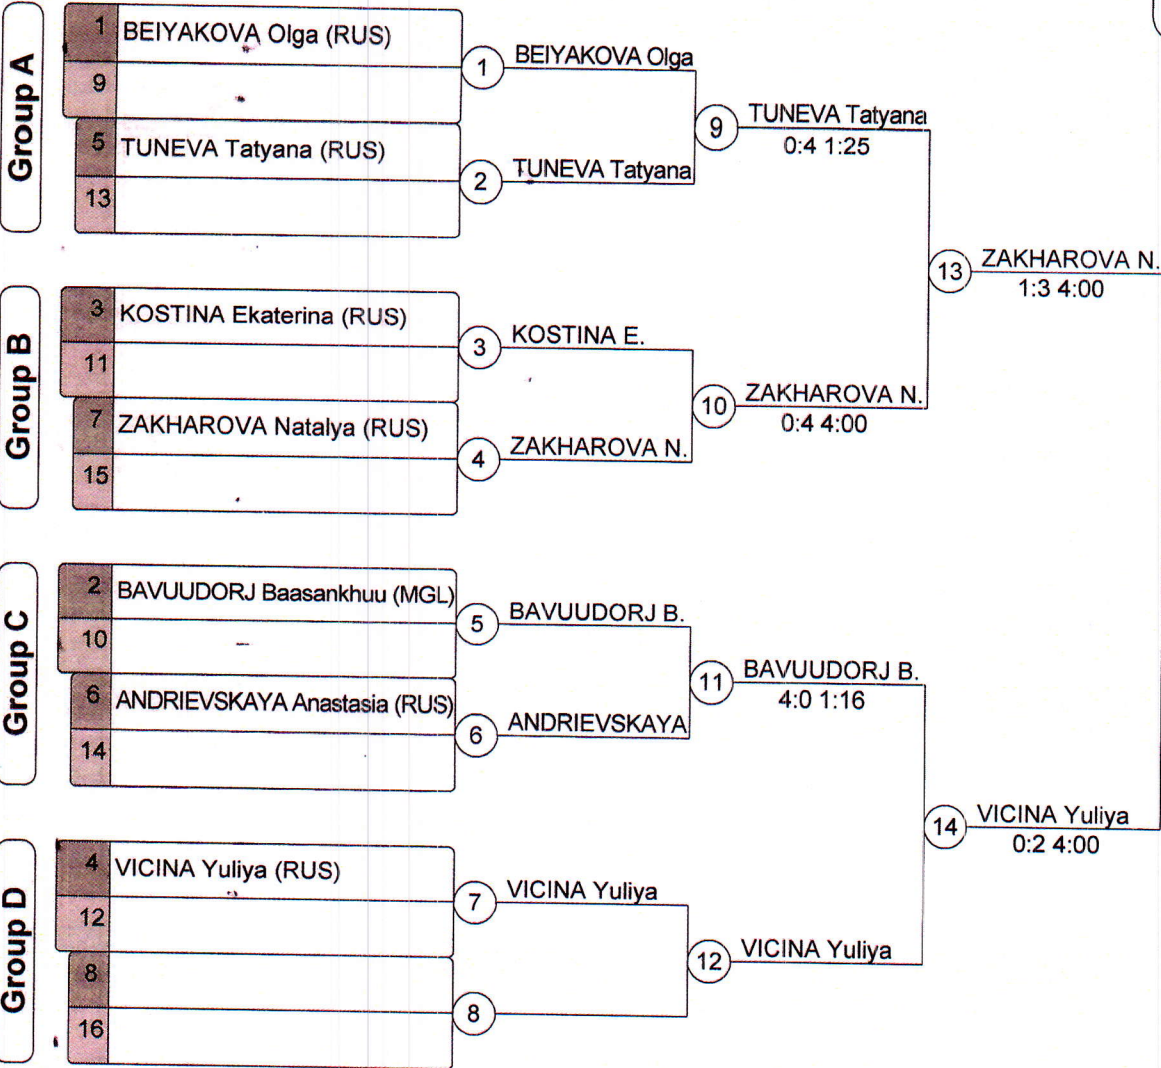 Group A
1 BEIYAKOVA Olga (RUS)
9
5 TUNEVA Tatyana (RUS)
13
1 BEIYAKOVA Olga
2 TUNEVA Tatyana
9 TUNEVA Tatyana
0:4 1:25
Group B
3 KOSTINA Ekaterina (RUS)
11
7 ZAKHAROVA Natalya (RUS)
15
3 KOSTINA E.
4 ZAKHAROVA N.
10 ZAKHAROVA N.
0:4 4:00
13 ZAKHAROVA N.
1:3 4:00
Group C
2 BAVUUDORJ Baasankhuu (MGL)
10
6 ANDRIEVSKAYA Anastasia (RUS)
14
5 BAVUUDORJ B.
6 ANDRIEVSKAYA
11 BAVUUDORJ B.
4:0 1:16
Group D
4 VICINA Yuliya (RUS)
12
8
16
7 VICINA Yuliya
8
12 VICINA Yuliya
14 VICINA Yuliya
0:2 4:00